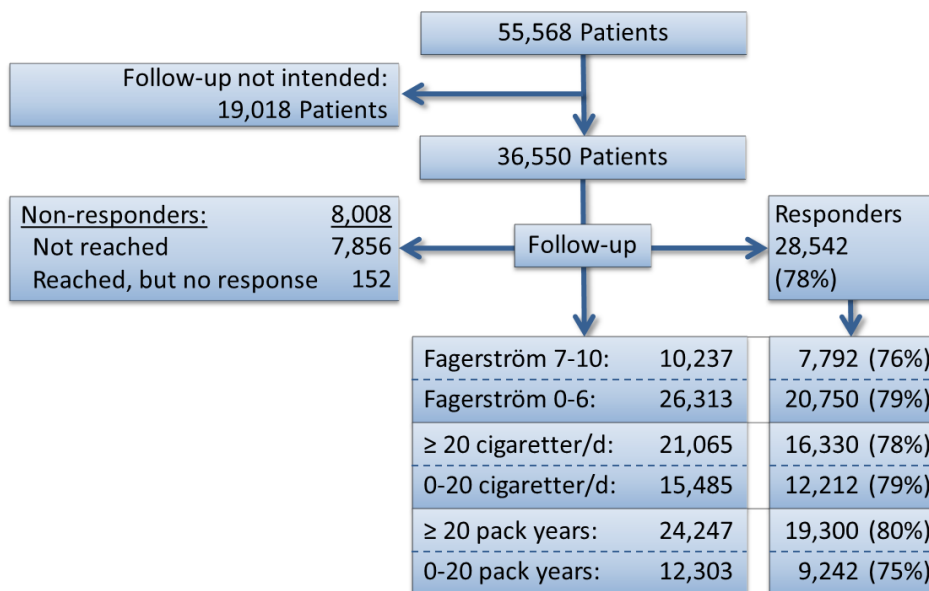 55,568 Patients
Follow-up not intended:
19,018 Patients
36,550 Patients
Non-responders: 8,008
Not reached 7,856
Reached, but no response 152
Follow-up
Responders
28,542
(78%)
Fagerström 7-10: 10,237 7,792 (76%)
Fagerström 0-6: 26,313 20,750 (79%)
≥ 20 cigaretter/d: 21,065 16,330 (78%)
0-20 cigaretter/d: 15,485 12,212 (79%)
≥ 20 pack years: 24,247 19,300 (80%)
0-20 pack years: 12,303 9,242 (75%)